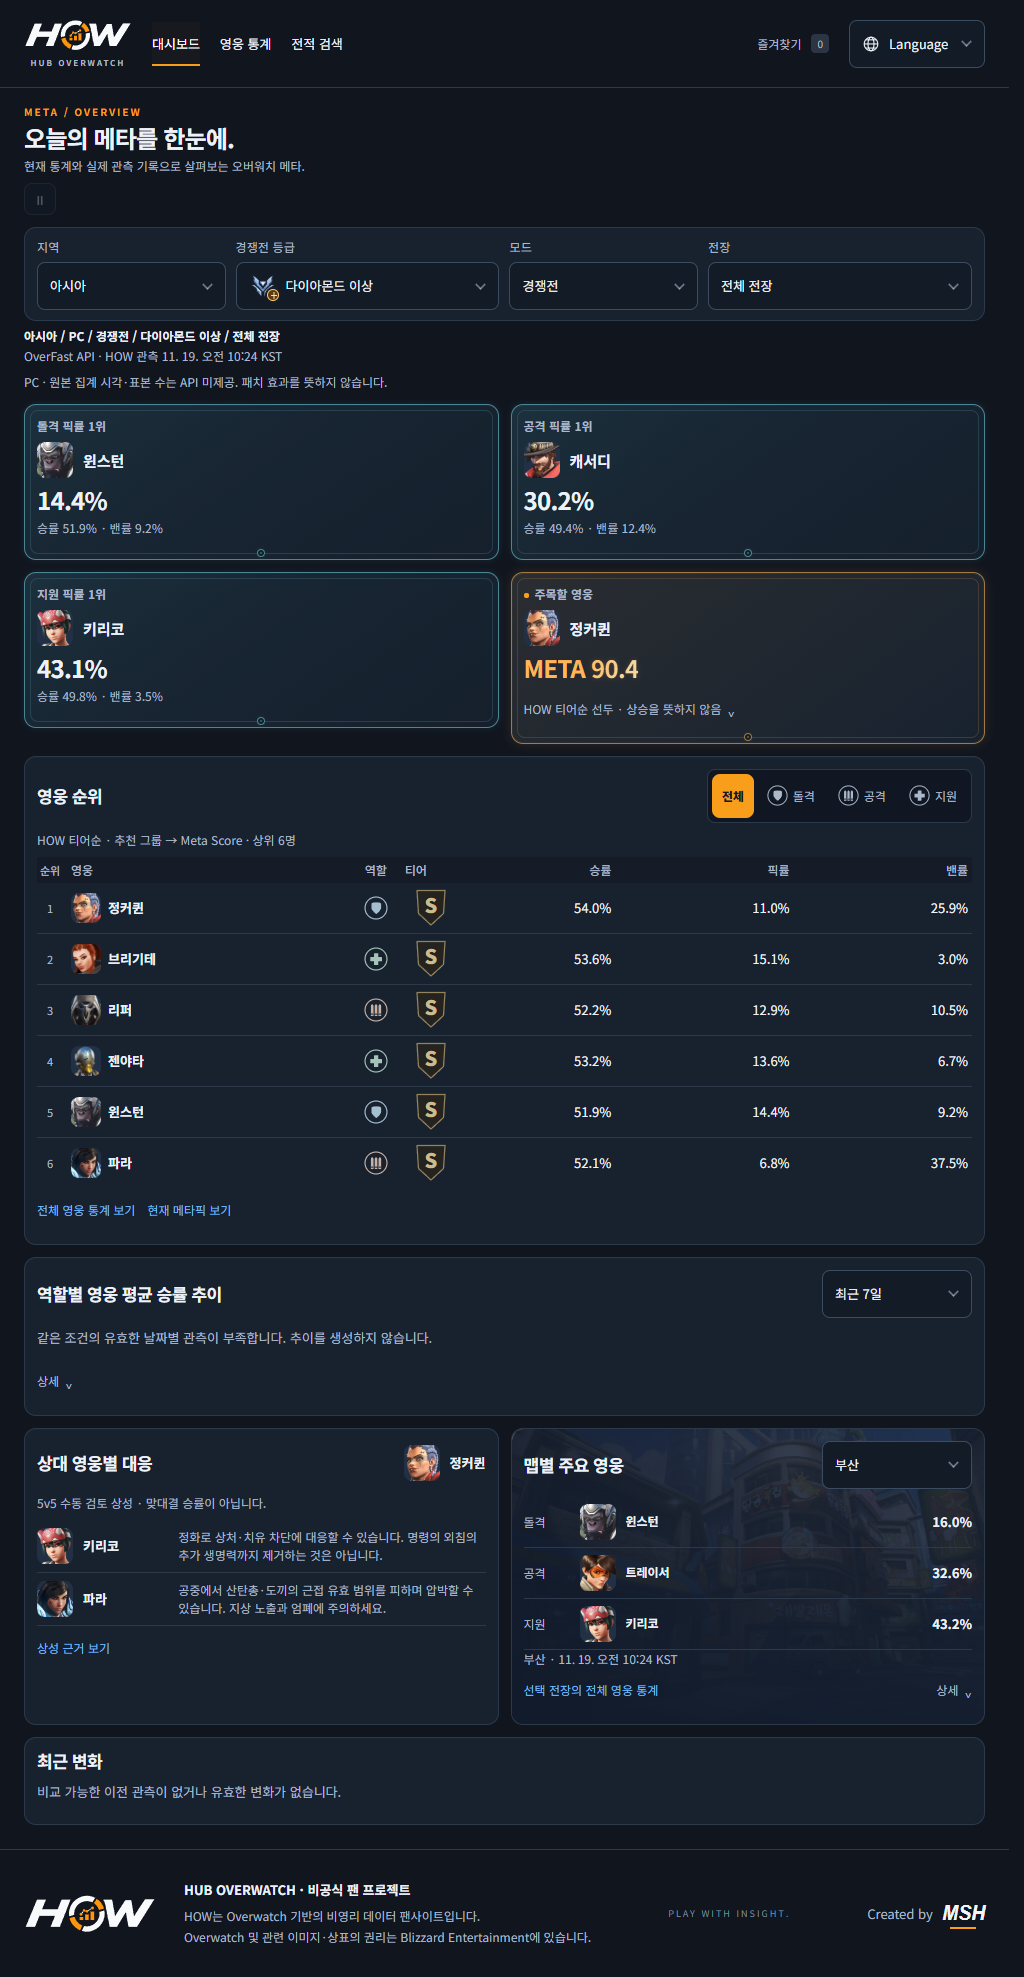 HOW
HUB OVERWATCH
대시보드
영웅 통계
전적 검색
즐겨찾기 0
Language
META / OVERVIEW
오늘의 메타를 한눈에.
현재 통계와 실제 관측 기록으로 살펴보는 오버워치 메타.
지역
경쟁전 등급
모드
전장
아시아
다이아몬드 이상
경쟁전
전체 전장
아시아 / PC / 경쟁전 / 다이아몬드 이상 / 전체 전장
OverFast API · HOW 관측 11. 19. 오전 10:24 KST
PC · 원본 집계 시각·표본 수는 API 미제공. 패치 효과를 뜻하지 않습니다.
돌격 픽률 1위
윈스턴
14.4%
승률 51.9% · 밴률 9.2%
공격 픽률 1위
캐서디
30.2%
승률 49.4% · 밴률 12.4%
지원 픽률 1위
키리코
43.1%
승률 49.8% · 밴률 3.5%
주목할 영웅
정커퀸
META 90.4
HOW 티어순 선두 · 상승을 뜻하지 않음
영웅 순위
전체
돌격
공격
지원
HOW 티어순 · 추천 그룹 → Meta Score · 상위 6명
순위 영웅 역할 티어 승률 픽률 밴률
1 정커퀸 S 54.0% 11.0% 25.9%
2 브리기테 S 53.6% 15.1% 3.0%
3 리퍼 S 52.2% 12.9% 10.5%
4 젠야타 S 53.2% 13.6% 6.7%
5 윈스턴 S 51.9% 14.4% 9.2%
6 파라 S 52.1% 6.8% 37.5%
전체 영웅 통계 보기 현재 메타픽 보기
역할별 영웅 평균 승률 추이
최근 7일
같은 조건의 유효한 날짜별 관측이 부족합니다. 추이를 생성하지 않습니다.
상세
상대 영웅별 대응
정커퀸
5v5 수동 검토 상성 · 맞대결 승률이 아닙니다.
키리코
정화로 상처·치유 차단에 대응할 수 있습니다. 명령의 외침의
추가 생명력까지 제거하는 것은 아닙니다.
파라
공중에서 산탄총·도끼의 근접 유효 범위를 피하며 압박할 수
있습니다. 지상 노출과 엄폐에 주의하세요.
상성 근거 보기
맵별 주요 영웅
부산
돌격 윈스턴 16.0%
공격 트레이서 32.6%
지원 키리코 43.2%
부산 · 11. 19. 오전 10:24 KST
선택 전장의 전체 영웅 통계
상세
최근 변화
비교 가능한 이전 관측이 없거나 유효한 변화가 없습니다.
HOW
HUB OVERWATCH · 비공식 팬 프로젝트
HOW는 Overwatch 기반의 비영리 데이터 팬사이트입니다.
Overwatch 및 관련 이미지·상표의 권리는 Blizzard Entertainment에 있습니다.
PLAY WITH INSIGHT.
Created by MSH